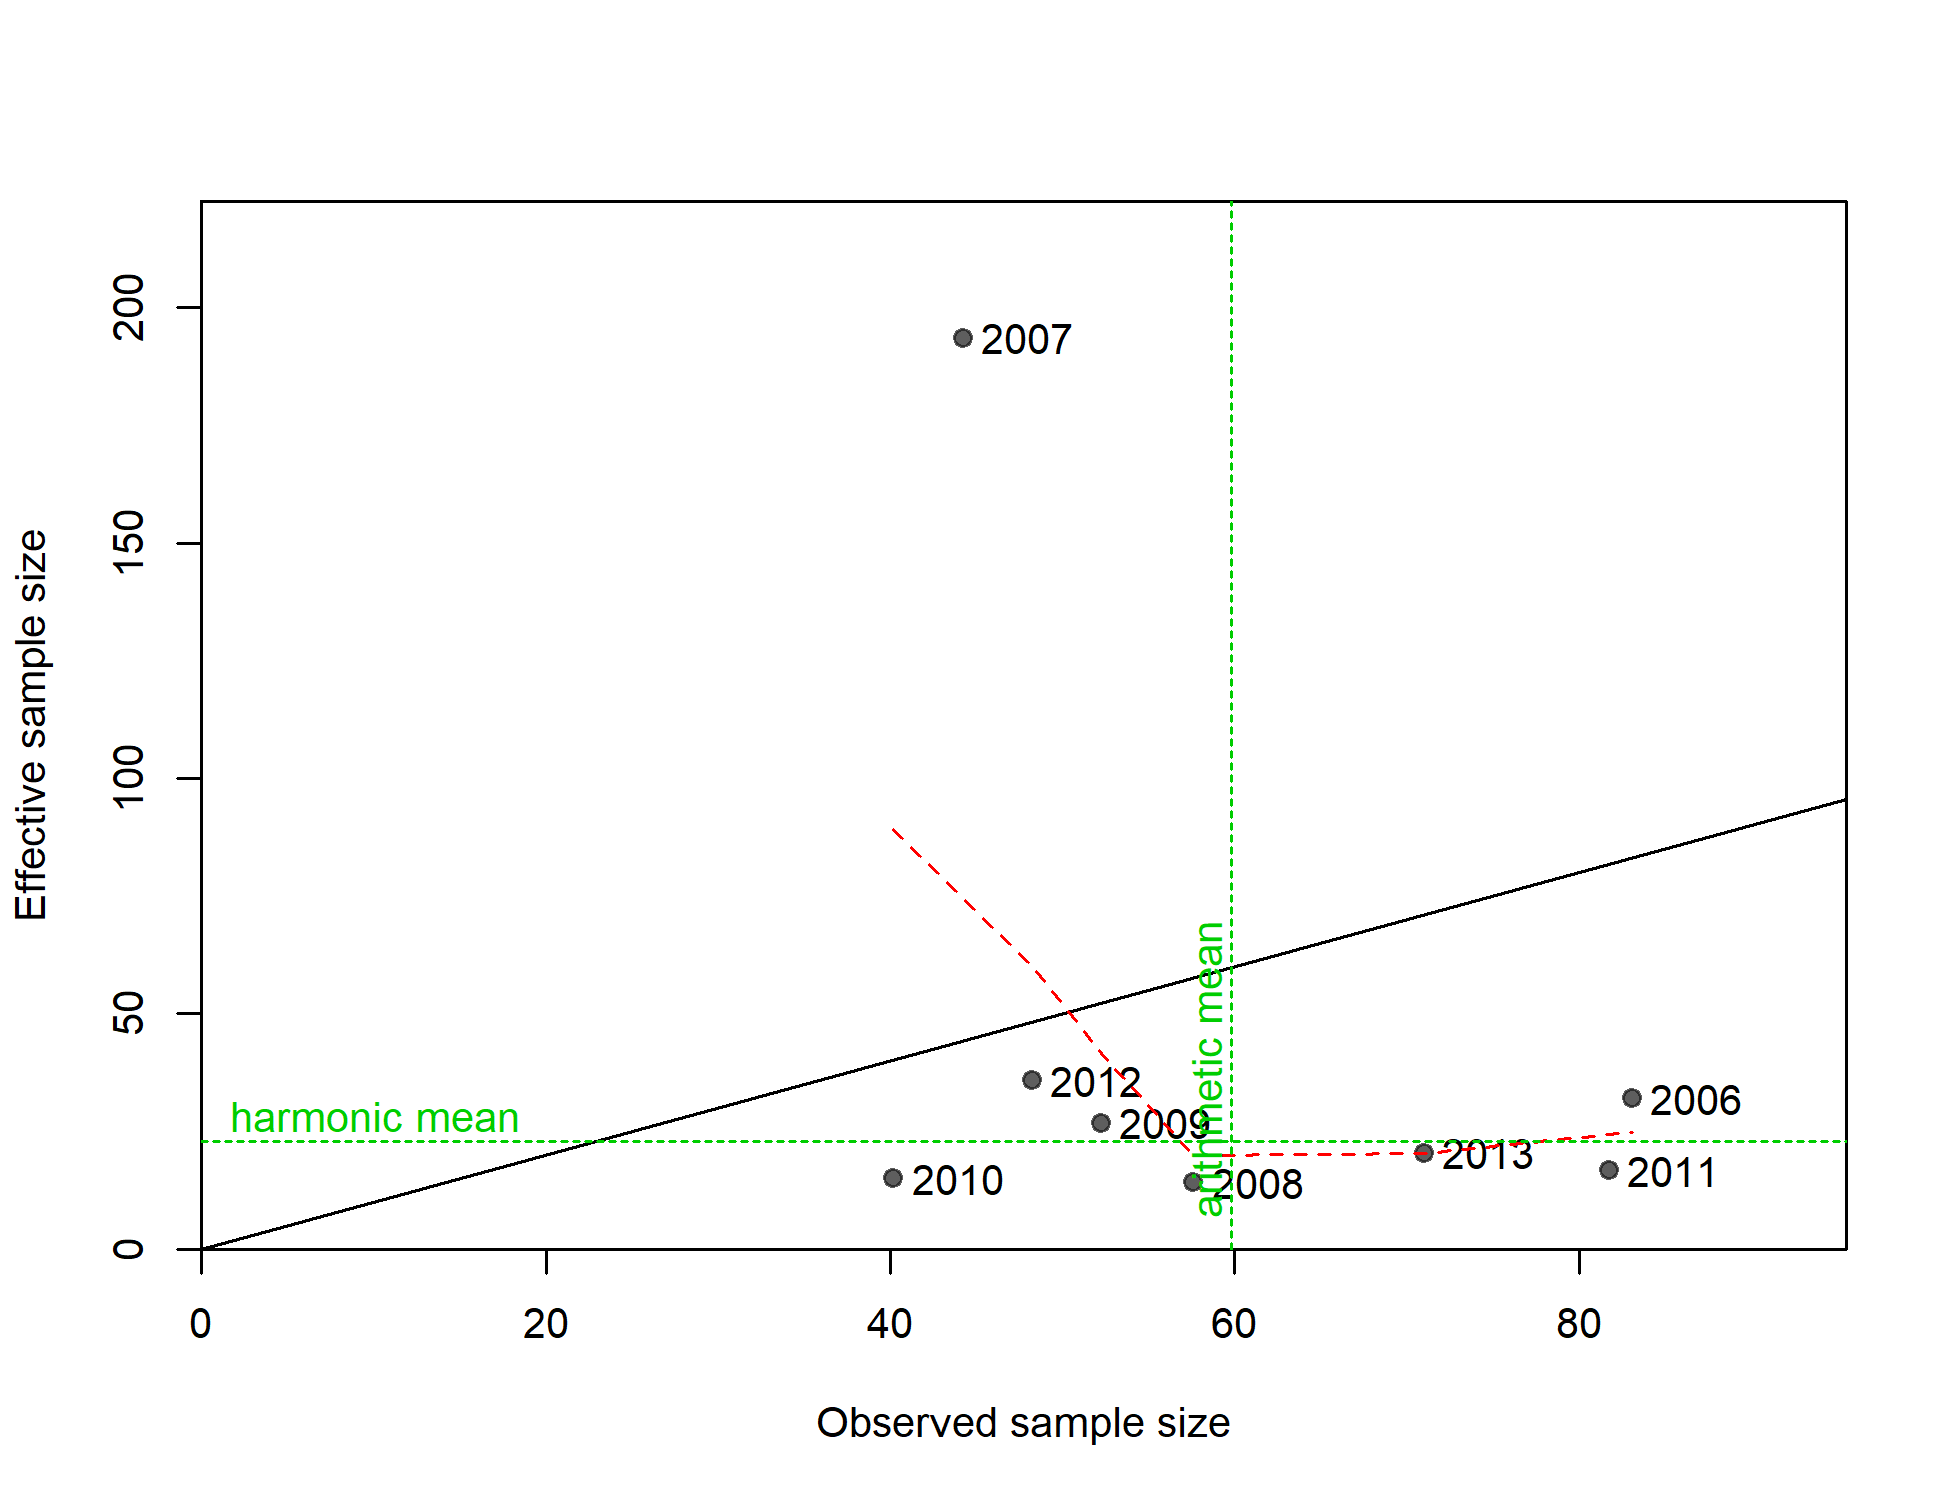 200
150
100
50
0
Effective sample size
2007
arithmetic mean
2012
2006
harmonic mean
2009
2013
2011
2010
2008
0 20 40 60 80
Observed sample size